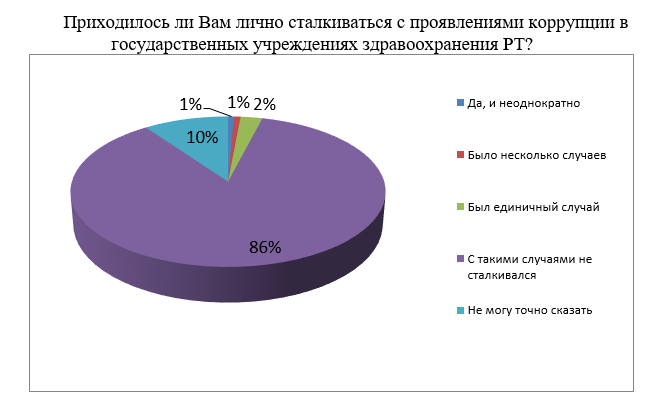 Приходилось ли Вам лично сталкиваться с проявлениями коррупции в
государственных учреждениях здравоохранения РТ?
1%
1%
2%
10%
86%
Да, и неоднократно
Было несколько случаев
Был единичный случай
С такими случаями не
сталкивался
Не могу точно сказать